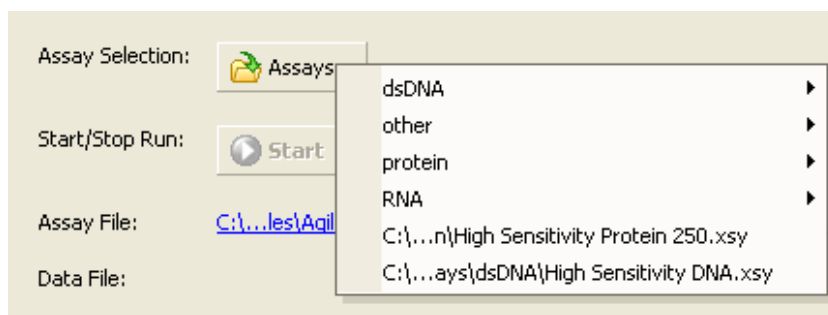 Assay Selection:
Assays
dsDNA
other
Start/Stop Run:
Start
protein
RNA
Assay File:
C:\...les\Agil
C:\...n\High Sensitivity Protein 250.xsy
Data File:
C:\...ays\dsDNA\High Sensitivity DNA.xsy